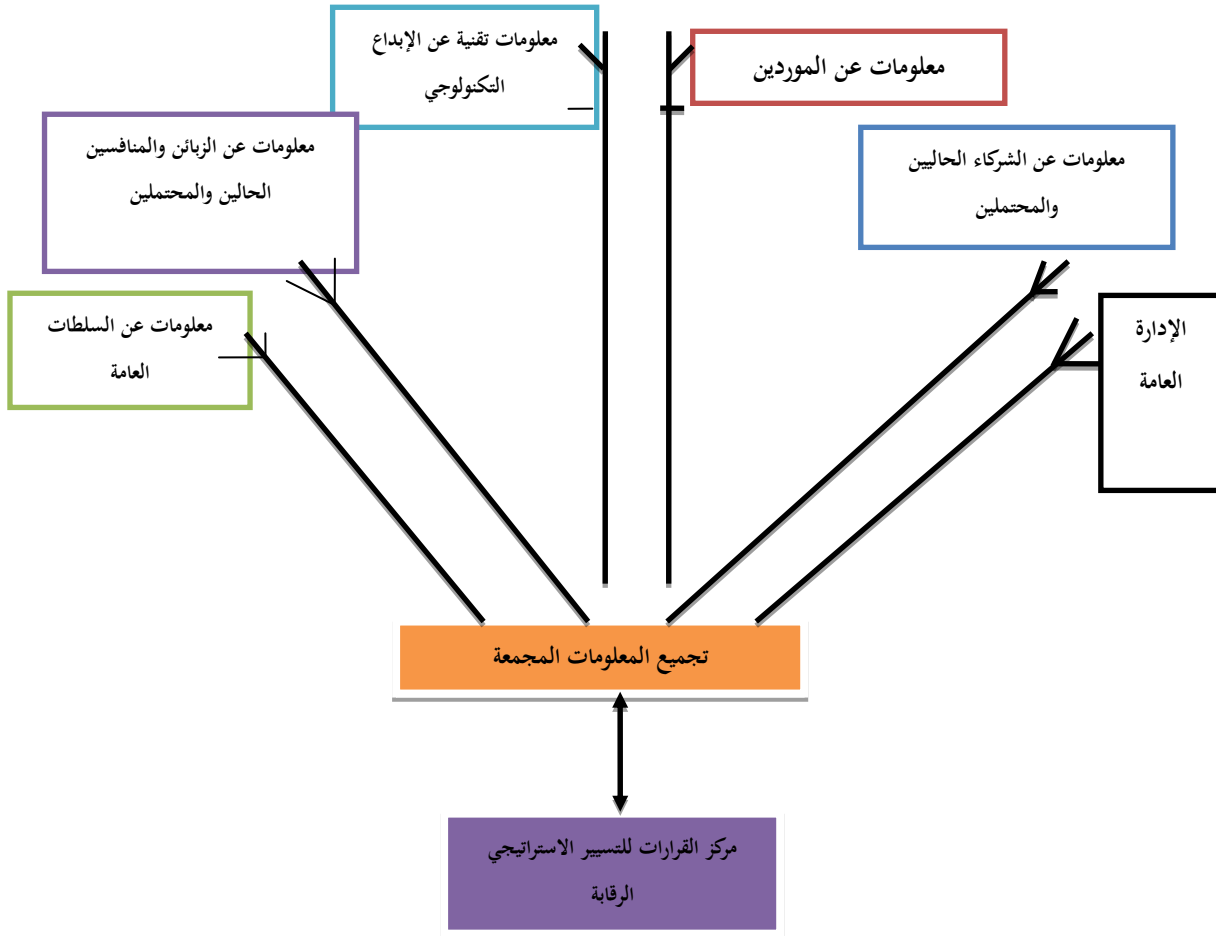 معلومات تقنية عن الإبداع
التكنولوجي
معلومات عن الموردين
معلومات عن الزبائن والمنافسين
الحالين والمحتملين
معلومات عن الشركاء الحاليين
والمحتملين
معلومات عن السلطات
العامة
الإدارة
العامة
تجميع المعلومات المجمعة
مركز القرارات للتسيير الاستراتيجي
الرقابة